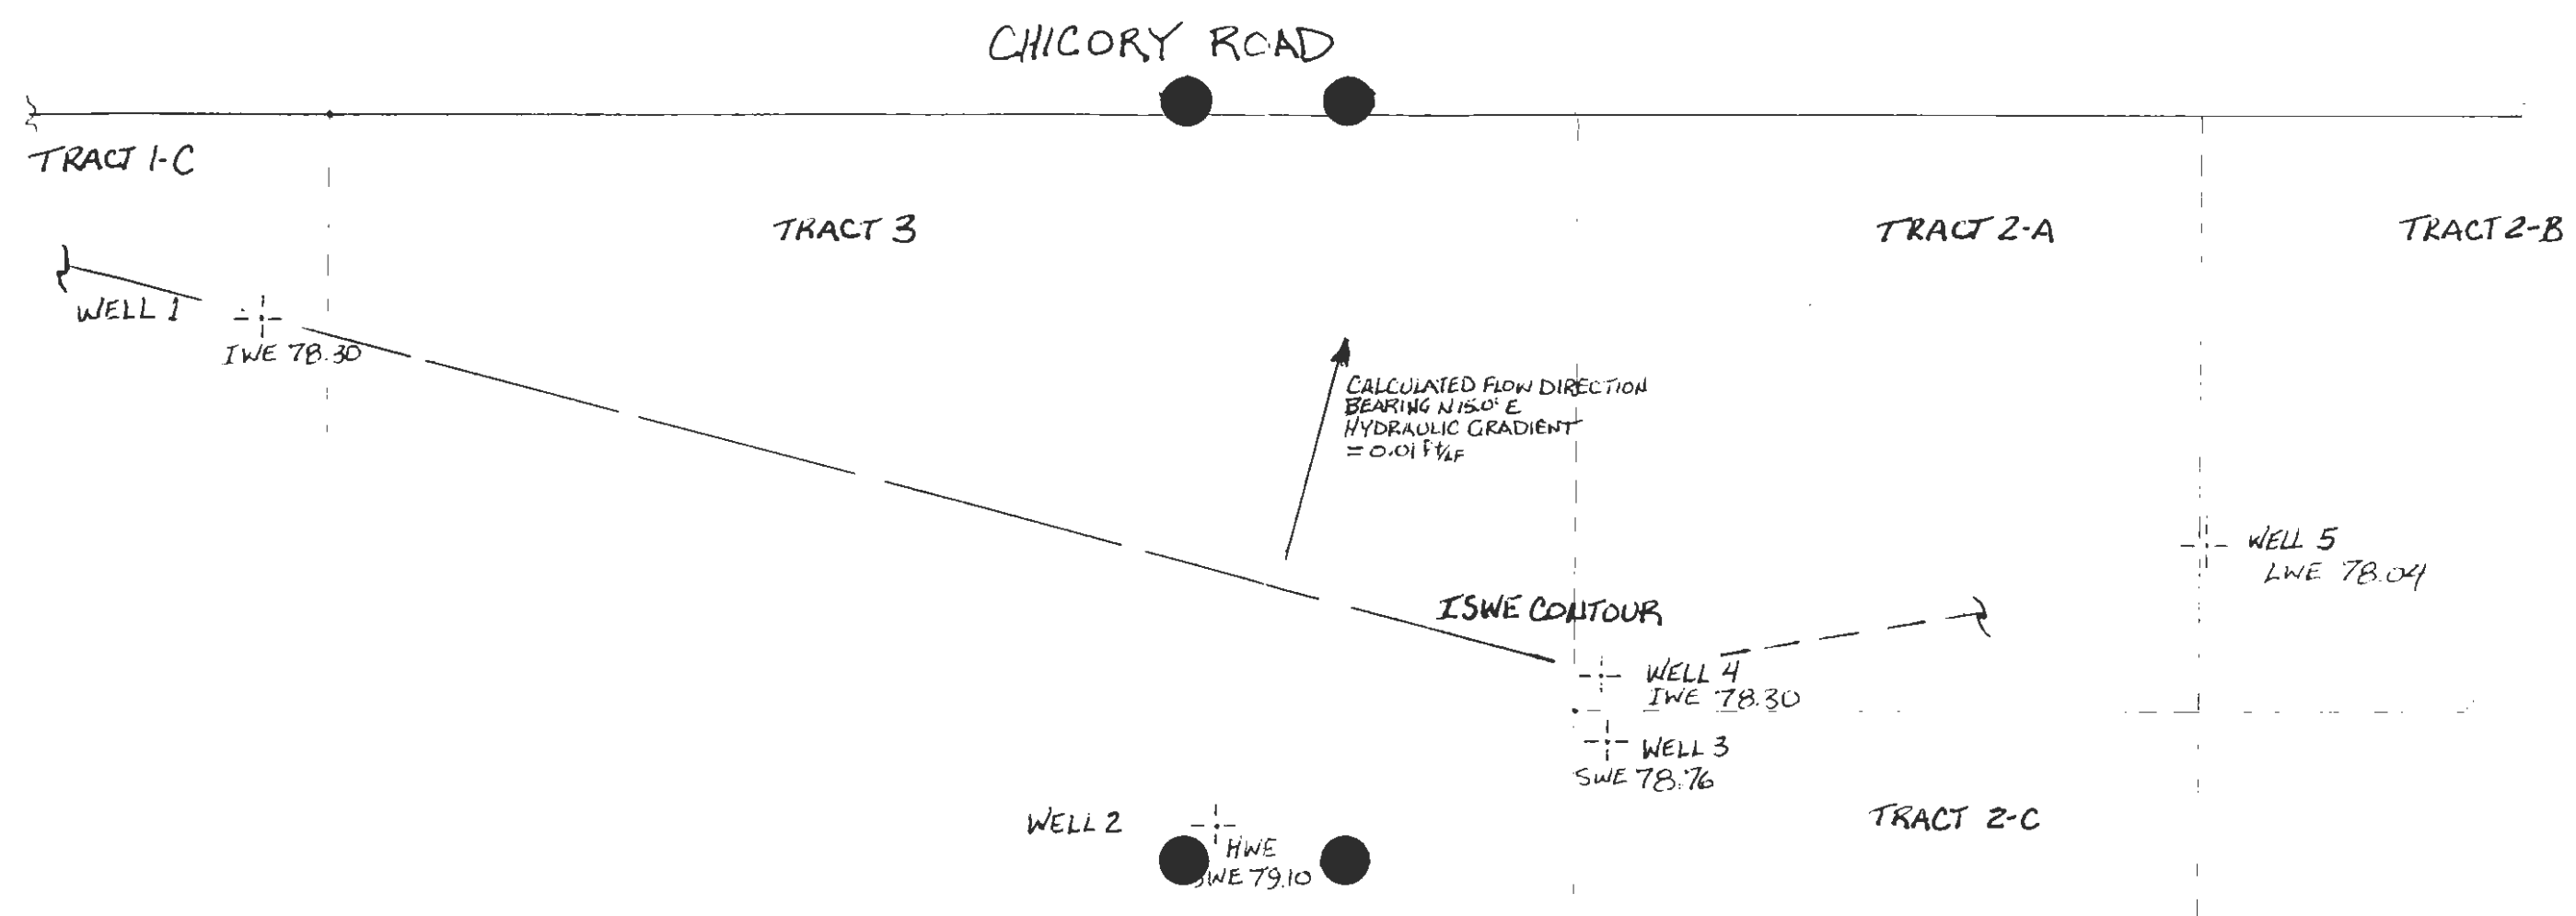 CHICORY ROAD
TRACT 1-C
TRACT 3
TRACT 2-A
TRACT 2-B
WELL 1
IWE 78.30
CALCULATED FLOW DIRECTION
BEARING N15.0° E
HYDRAULIC GRADIENT
= 0.01 Ft/LF
WELL 5
LWE 78.04
ISWE CONTOUR
WELL 4
IWE 78.30
WELL 3
SWE 78.76
WELL 2
HWE
SWE 79.10
TRACT 2-C